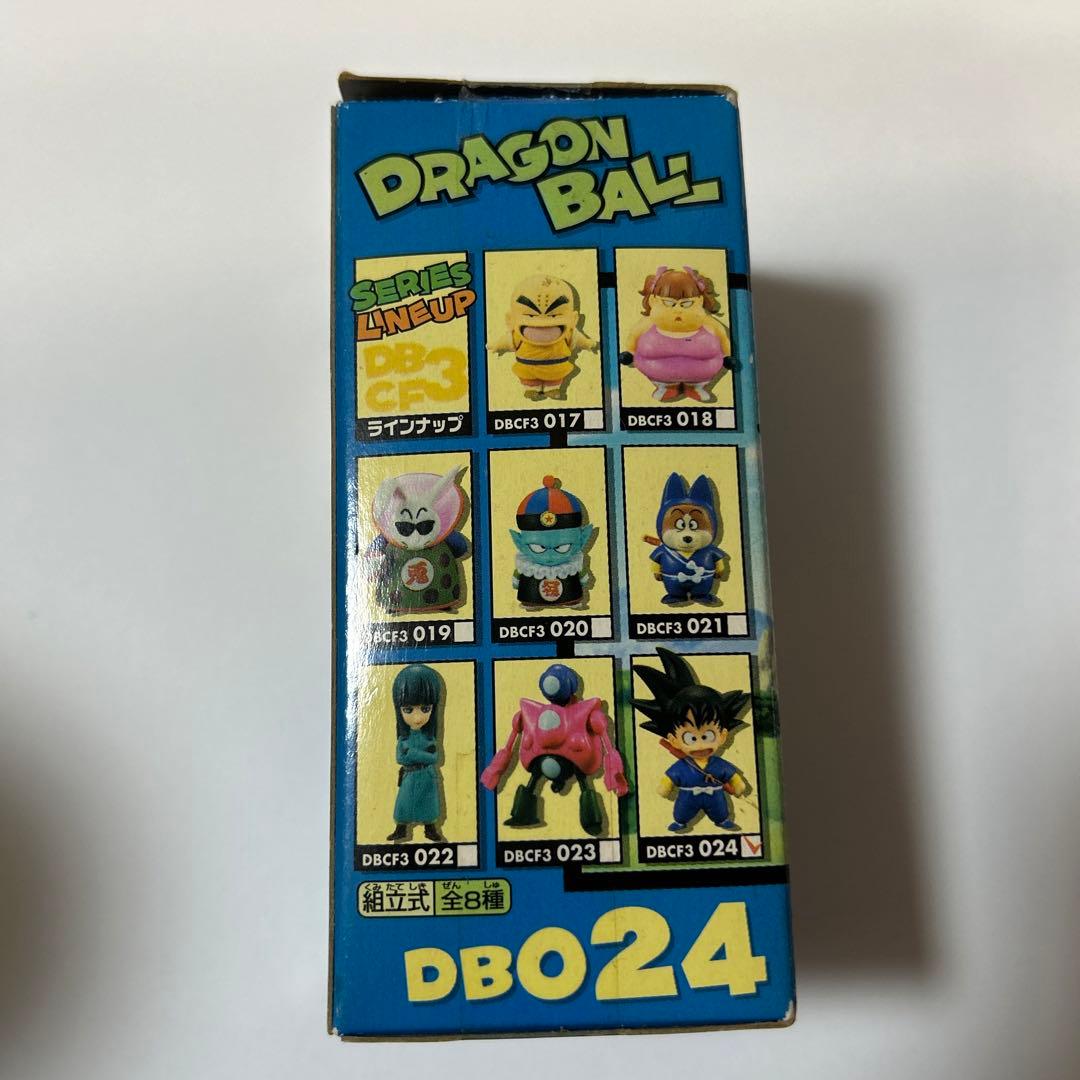 DRAGON
BALL
SERIES
LINEUP
DB
CF3
ラインナップ
DBCF3 017
DBCF3 018
兎
DBCF3 019
DBCF3 020
DBCF3 021
DBCF3 022
DBCF3 023
DBCF3 024
くみたてしき
組立式
ぜん しゅ
全8種
DB024